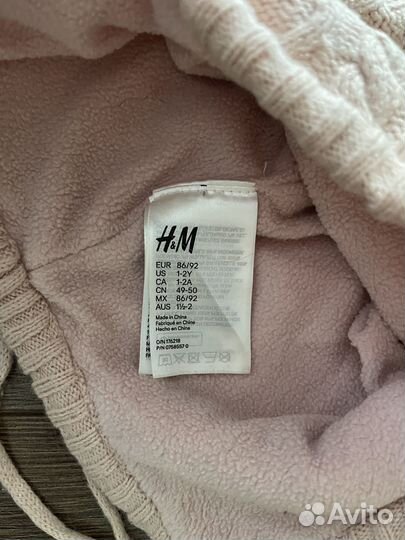 H&M
EUR 86/92
US 1-2Y
CA 1-2A
CN 49-50
MX 86/92
AUS 1½-2
Made in China
Fabriqué en Chine
Hecho en China
O/N 175218
P/N 0758557 0
Avito